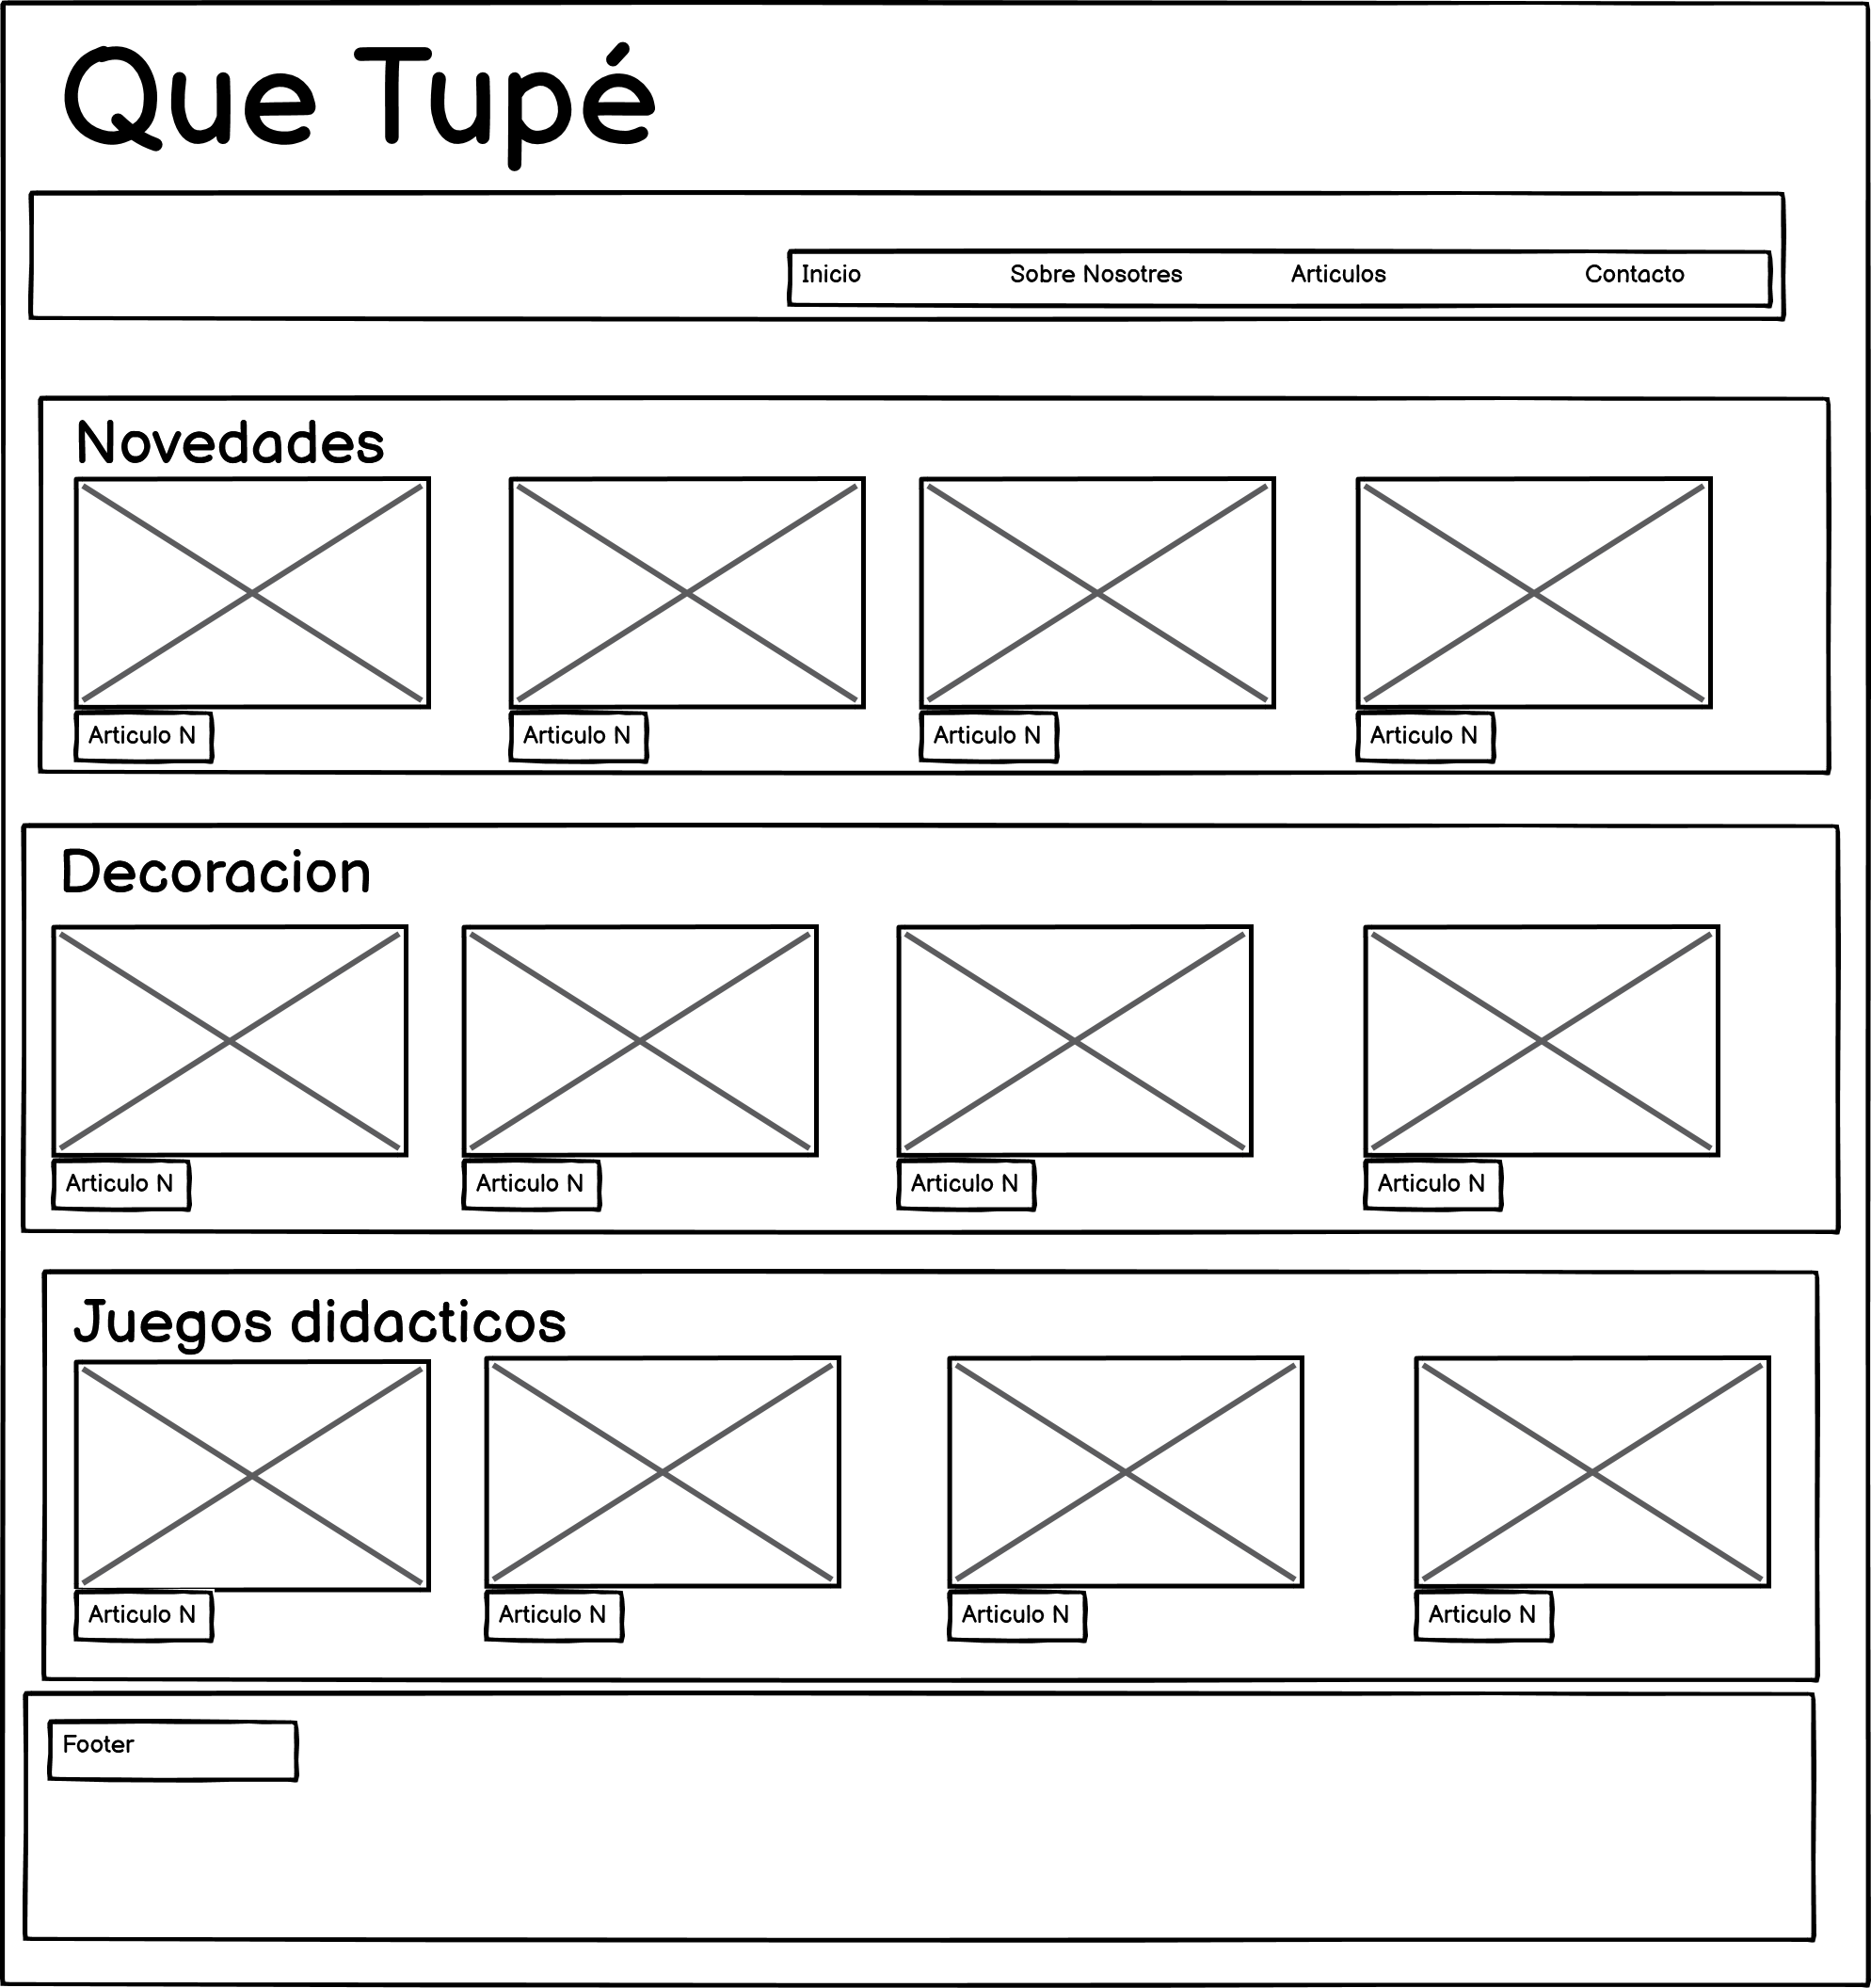 Que Tupé
Inicio Sobre Nosotres Articulos Contacto
Novedades
Articulo N Articulo N Articulo N Articulo N
Decoracion
Articulo N Articulo N Articulo N Articulo N
Juegos didacticos
Articulo N Articulo N Articulo N Articulo N
Footer